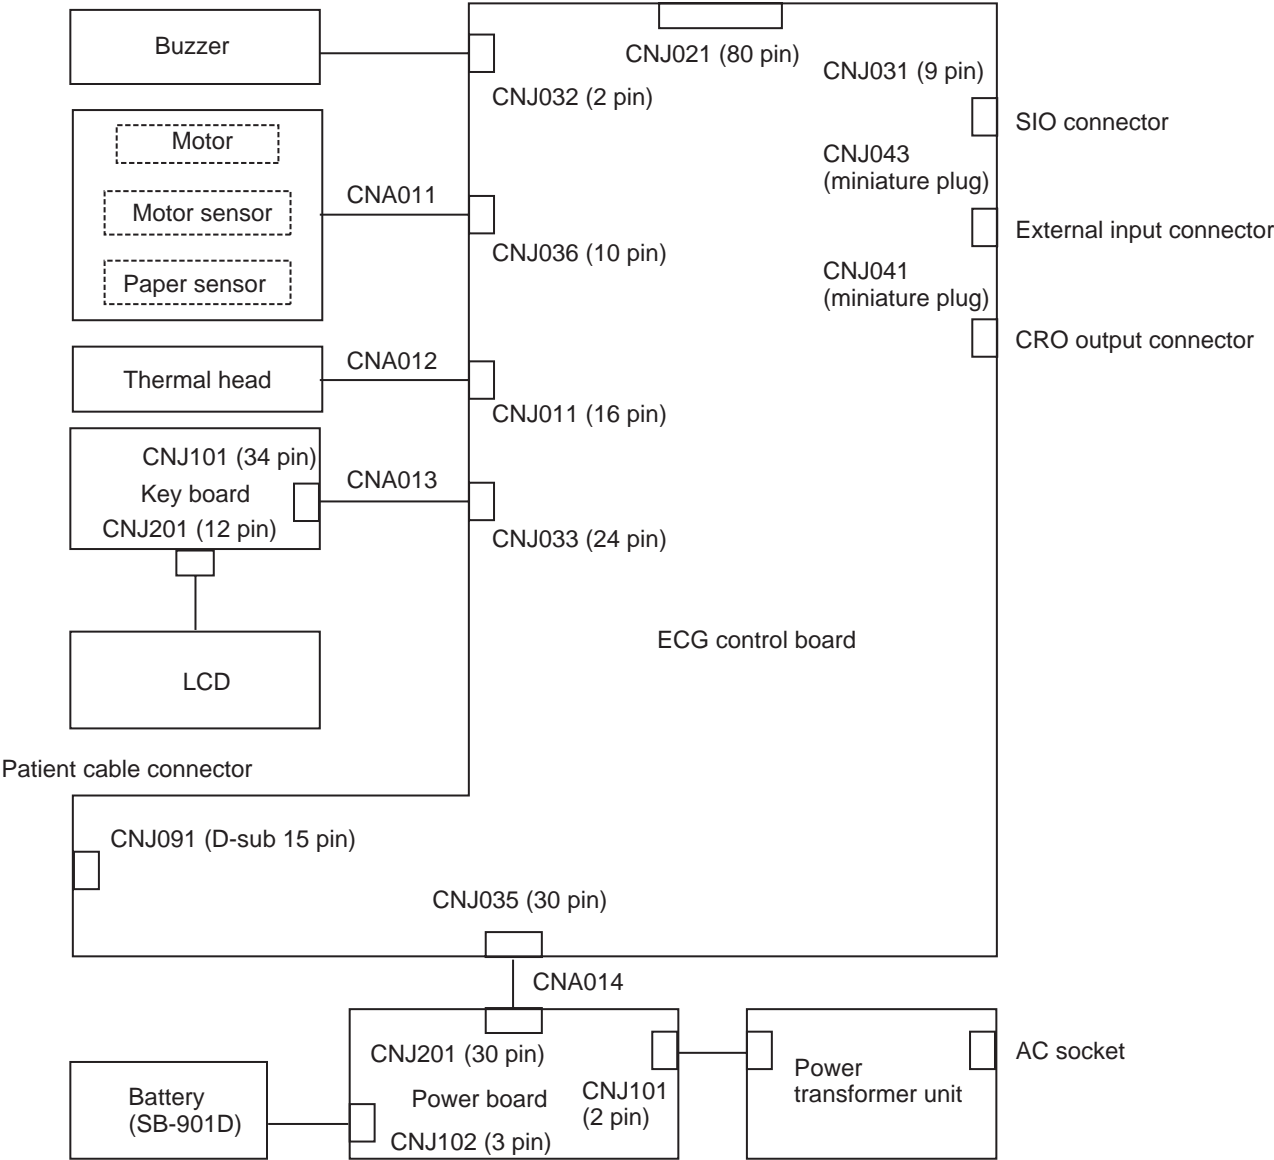 Buzzer
CNJ021 (80 pin)
CNJ031 (9 pin)
CNJ032 (2 pin)
SIO connector
Motor
CNJ043
(miniature plug)
CNA011
Motor sensor
External input connector
CNJ036 (10 pin)
Paper sensor
CNJ041
(miniature plug)
CRO output connector
CNA012
Thermal head
CNJ011 (16 pin)
CNJ101 (34 pin)
CNA013
Key board
CNJ201 (12 pin)
CNJ033 (24 pin)
ECG control board
LCD
Patient cable connector
CNJ091 (D-sub 15 pin)
CNJ035 (30 pin)
CNA014
CNJ201 (30 pin)
AC socket
Power
transformer unit
CNJ101
(2 pin)
Battery
(SB-901D)
Power board
CNJ102 (3 pin)